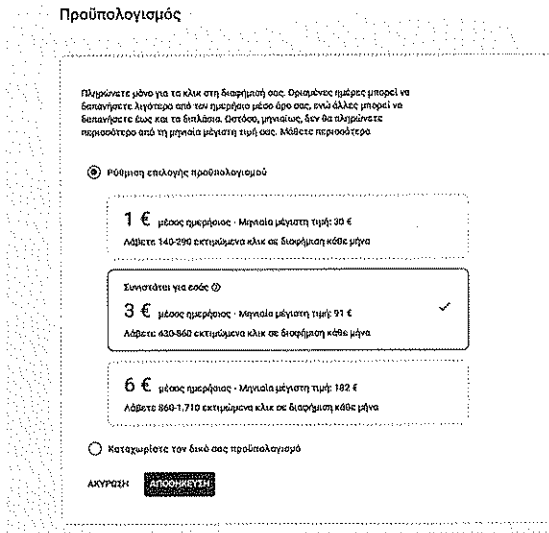 Προϋπολογισμός
Πληρώνετε μόνο για τα κλικ στη διαφήμισή σας. Ορισμένες ημέρες μπορεί να
δαπανήσετε λιγότερα από τον ημερήσιο μέσο όρο σας, ενώ άλλες μπορεί να
δαπανήσετε έως και τα διπλάσια. Ωστόσο, μηνιαίως, δεν θα πληρώνετε
περισσότερο από τη μηνιαία μέγιστη τιμή σας. Μάθετε περισσότερα
Ρύθμιση επιλογής προϋπολογισμού
1 € μέσος ημερήσιος - Μηνιαία μέγιστη τιμή: 30 €
Λάβετε 140-290 εκτιμώμενα κλικ σε διαφήμιση κάθε μήνα
Συνιστάται για εσάς
3 € μέσος ημερήσιος - Μηνιαία μέγιστη τιμή: 91 €
Λάβετε 430-860 εκτιμώμενα κλικ σε διαφήμιση κάθε μήνα
6 € μέσος ημερήσιος - Μηνιαία μέγιστη τιμή: 182 €
Λάβετε 860-1.710 εκτιμώμενα κλικ σε διαφήμιση κάθε μήνα
Καταχωρίστε τον δικό σας προϋπολογισμό
ΑΚΥΡΩΣΗ ΑΠΟΘΗΚΕΥΣΗ